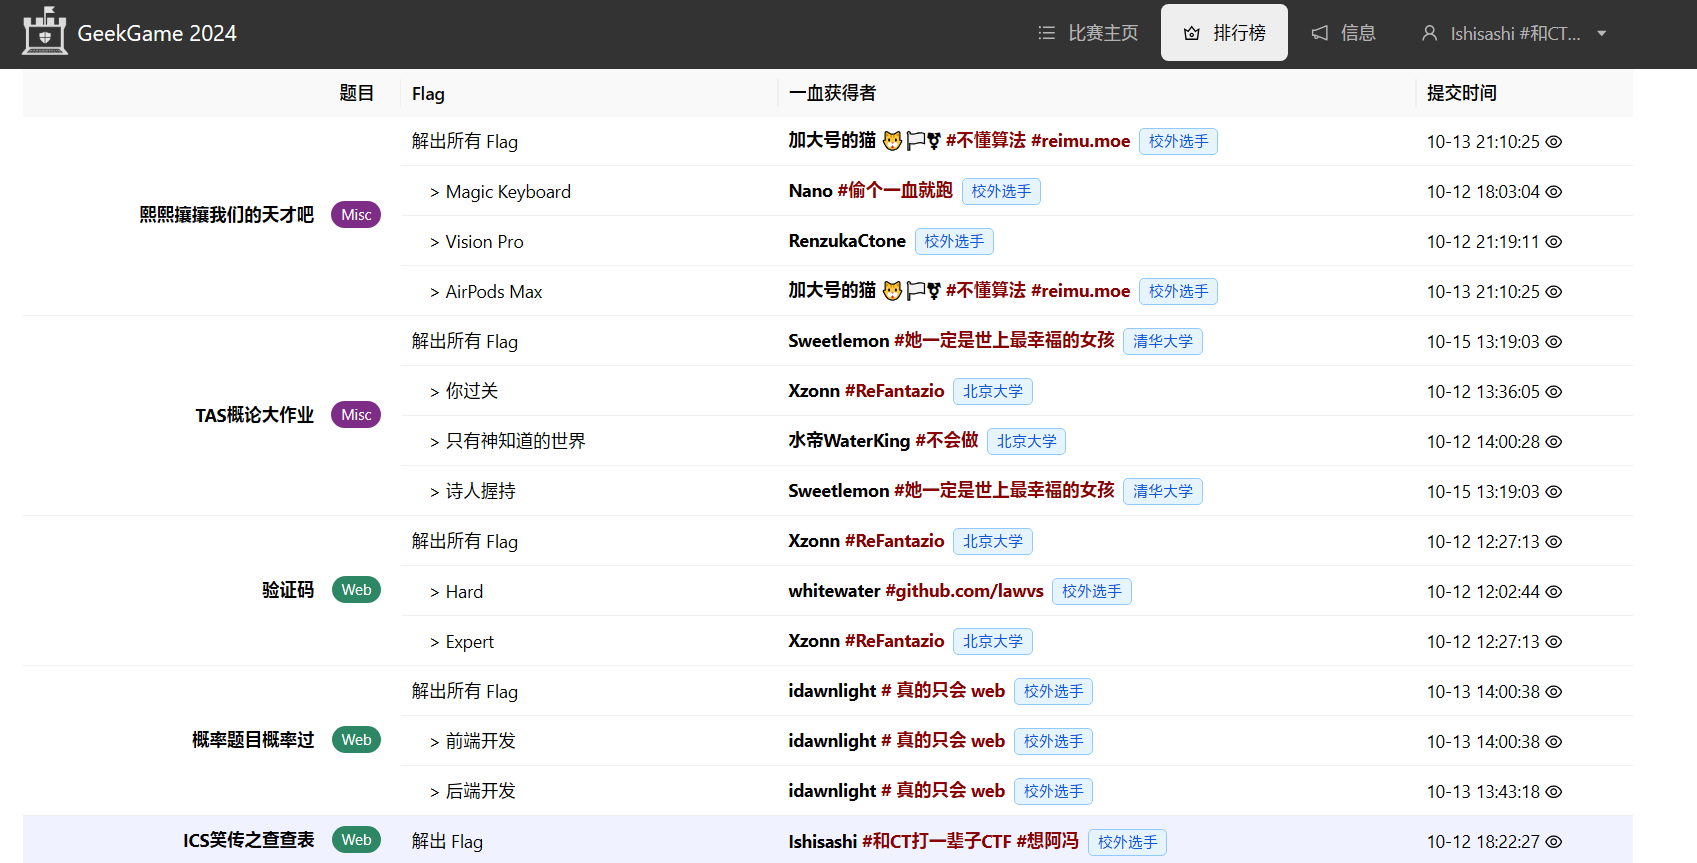 GeekGame 2024 比赛主页 排行榜 信息 Ishisashi #和CT...
题目 Flag 一血获得者 提交时间
解出所有 Flag 加大号的猫 🐱🏳⚧ #不懂算法 #reimu.moe 校外选手 10-13 21:10:25
> Magic Keyboard Nano #偷个一血就跑 校外选手 10-12 18:03:04
熙熙攘攘我们的天才吧 Misc
> Vision Pro RenzukaCtone 校外选手 10-12 21:19:11
> AirPods Max 加大号的猫 🐱🏳⚧ #不懂算法 #reimu.moe 校外选手 10-13 21:10:25
解出所有 Flag Sweetlemon #她一定是世上最幸福的女孩 清华大学 10-15 13:19:03
> 你过关 Xzonn #ReFantazio 北京大学 10-12 13:36:05
TAS概论大作业 Misc
> 只有神知道的世界 水帝WaterKing #不会做 北京大学 10-12 14:00:28
> 诗人握持 Sweetlemon #她一定是世上最幸福的女孩 清华大学 10-15 13:19:03
解出所有 Flag Xzonn #ReFantazio 北京大学 10-12 12:27:13
验证码 Web > Hard whitewater #github.com/lawvs 校外选手 10-12 12:02:44
> Expert Xzonn #ReFantazio 北京大学 10-12 12:27:13
解出所有 Flag idawnlight # 真的只会 web 校外选手 10-13 14:00:38
概率题目概率过 Web > 前端开发 idawnlight # 真的只会 web 校外选手 10-13 14:00:38
> 后端开发 idawnlight # 真的只会 web 校外选手 10-13 13:43:18
ICS笑传之查查表 Web 解出 Flag Ishisashi #和CT打一辈子CTF #想阿冯 校外选手 10-12 18:22:27